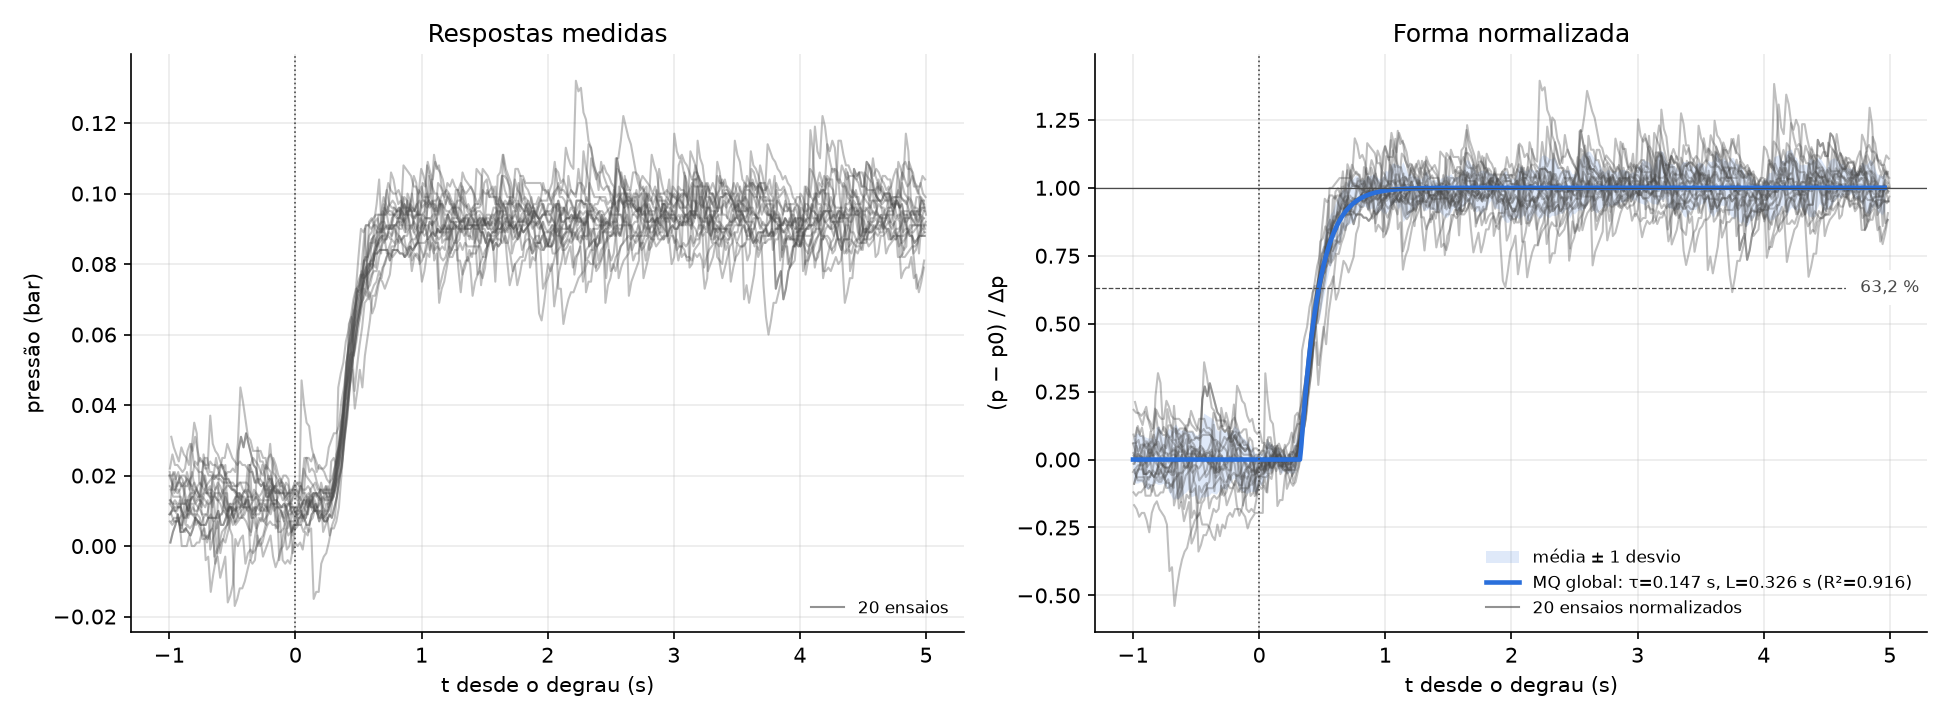 Respostas medidas
pressão (bar)
0.12
0.10
0.08
0.06
0.04
0.02
0.00
−0.02
20 ensaios
−1 0 1 2 3 4 5
t desde o degrau (s)
Forma normalizada
(p − p0) / Δp
1.25
1.00
0.75
0.50
0.25
0.00
−0.25
−0.50
63,2 %
média ± 1 desvio
MQ global: τ=0.147 s, L=0.326 s (R²=0.916)
20 ensaios normalizados
−1 0 1 2 3 4 5
t desde o degrau (s)